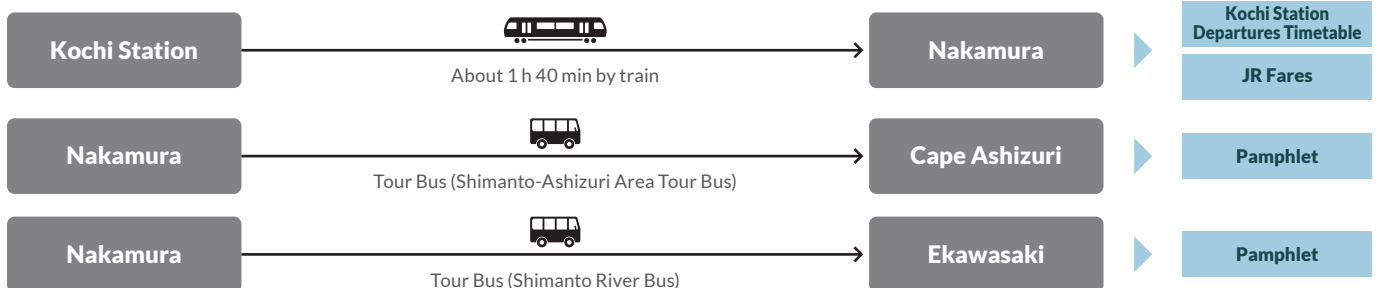 Kochi Station
About 1 h 40 min by train
Nakamura
Kochi Station
Departures Timetable
JR Fares
Nakamura
Tour Bus (Shimanto-Ashizuri Area Tour Bus)
Cape Ashizuri
Pamphlet
Nakamura
Tour Bus (Shimanto River Bus)
Ekawasaki
Pamphlet